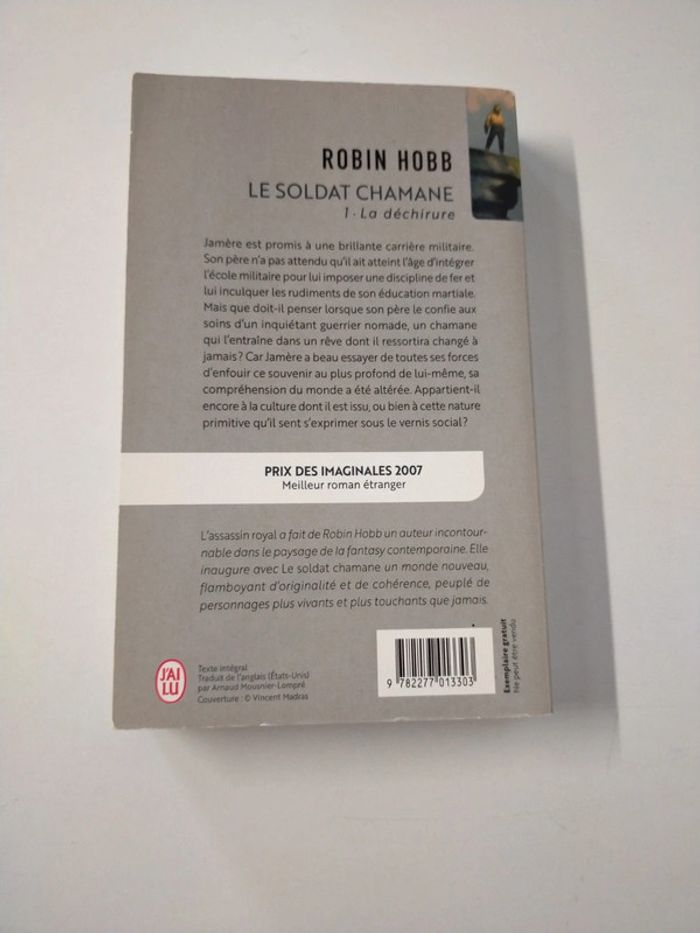 ROBIN HOBB
LE SOLDAT CHAMANE
1 · La déchirure
Jamère est promis à une brillante carrière militaire.
Son père n'a pas attendu qu'il ait atteint l'âge d'intégrer
l'école militaire pour lui imposer une discipline de fer et
lui inculquer les rudiments de son éducation martiale.
Mais que doit-il penser lorsque son père le confie aux
soins d'un inquiétant guerrier nomade, un chamane
qui l'entraîne dans un rêve dont il ressortira changé à
jamais ? Car Jamère a beau essayer de toutes ses forces
d'enfouir ce souvenir au plus profond de lui-même, sa
compréhension du monde a été altérée. Appartient-il
encore à la culture dont il est issu, ou bien à cette nature
primitive qu'il sent s'exprimer sous le vernis social ?
PRIX DES IMAGINALES 2007
Meilleur roman étranger
L'assassin royal a fait de Robin Hobb un auteur incontour-
nable dans le paysage de la fantasy contemporaine. Elle
inaugure avec Le soldat chamane un monde nouveau,
flamboyant d'originalité et de cohérence, peuplé de
personnages plus vivants et plus touchants que jamais.
J'AI
LU
Texte intégral
Traduit de l'anglais (États-Unis)
par Arnaud Mousnier-Lompré
Couverture : © Vincent Madras
9 782277 013303
Exemplaire gratuit
Ne peut être vendu